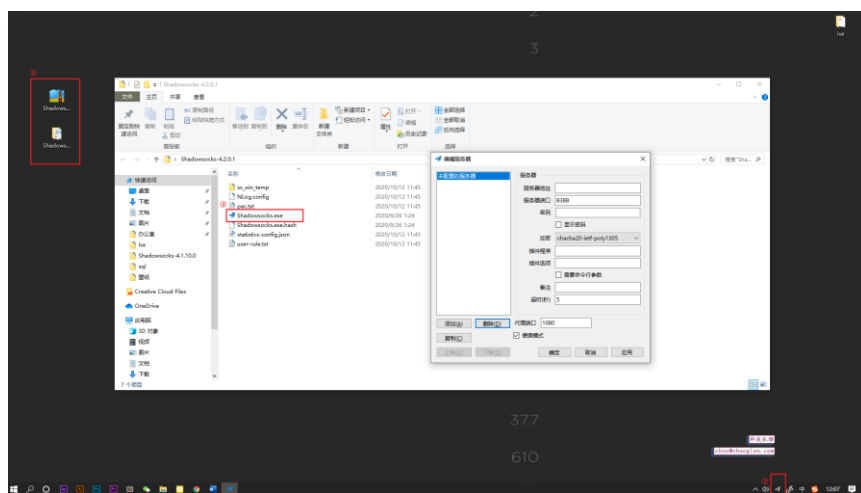 2
3
lse
①
Shadows...
Shadows...
Shadowsocks-4.2.0.1
文件 主页 共享 查看
复制路径
粘贴快捷方式
复制 粘贴
剪切
移动到 复制到 删除 重命名
新建项目
轻松访问
新建
文件夹
属性
打开
编辑
历史记录
全部选择
全部取消
反向选择
剪贴板 组织 新建 打开 选择
Shadowsocks-4.2.0.1
搜索"Sha...
快速访问
桌面
下载
文档
图片
办公室
lse
Shadowsocks-4.1.10.0
sql
壁纸
Creative Cloud Files
OneDrive
此电脑
3D 对象
视频
图片
文档
下载
7 个项目
名称 修改日期
ss_win_temp 2020/10/12 11:45
NLog.config 2020/10/12 11:45
pac.txt 2020/10/12 11:45
②
Shadowsocks.exe 2020/9/26 1:24
Shadowsocks.exe.hash 2020/9/26 1:24
statistics-config.json 2020/10/12 11:45
user-rule.txt 2020/10/12 11:45
编辑服务器
未配置的服务器
服务器
服务器地址
服务器端口 8388
密码
显示密码
加密 chacha20-ietf-poly1305
插件程序
插件选项
需要命令行参数
备注
超时(秒) 5
添加(A) 删除(D) 代理端口 1080
复制(C) 便携模式
上移(U) 下移(O) 确定 取消 应用
377
610
中
12:07